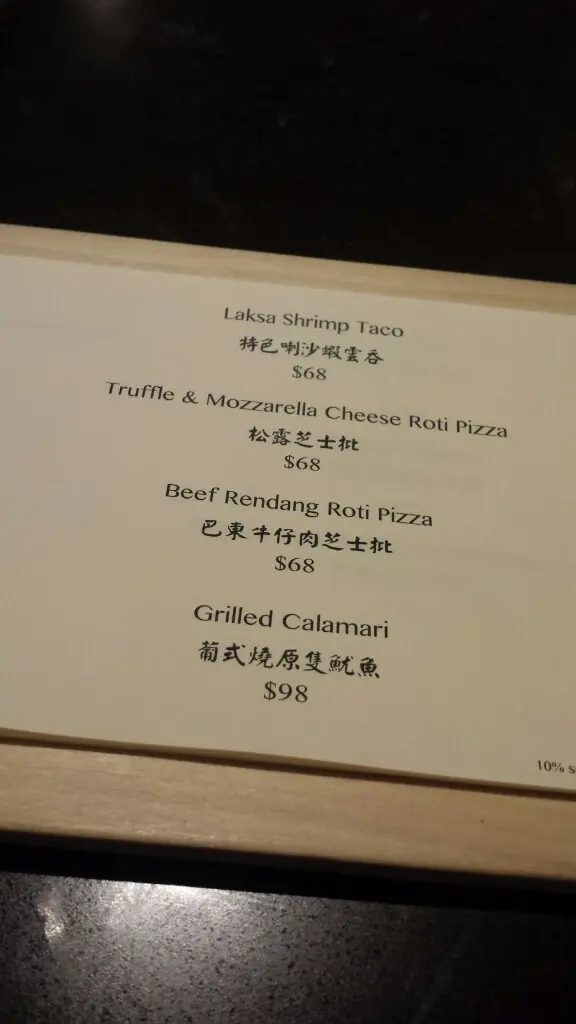 Laksa Shrimp Taco
特色喇沙蝦雲吞
$68
Truffle & Mozzarella Cheese Roti Pizza
松露芝士批
$68
Beef Rendang Roti Pizza
巴東牛仔肉芝士批
$68
Grilled Calamari
葡式燒原隻魷魚
$98
10%